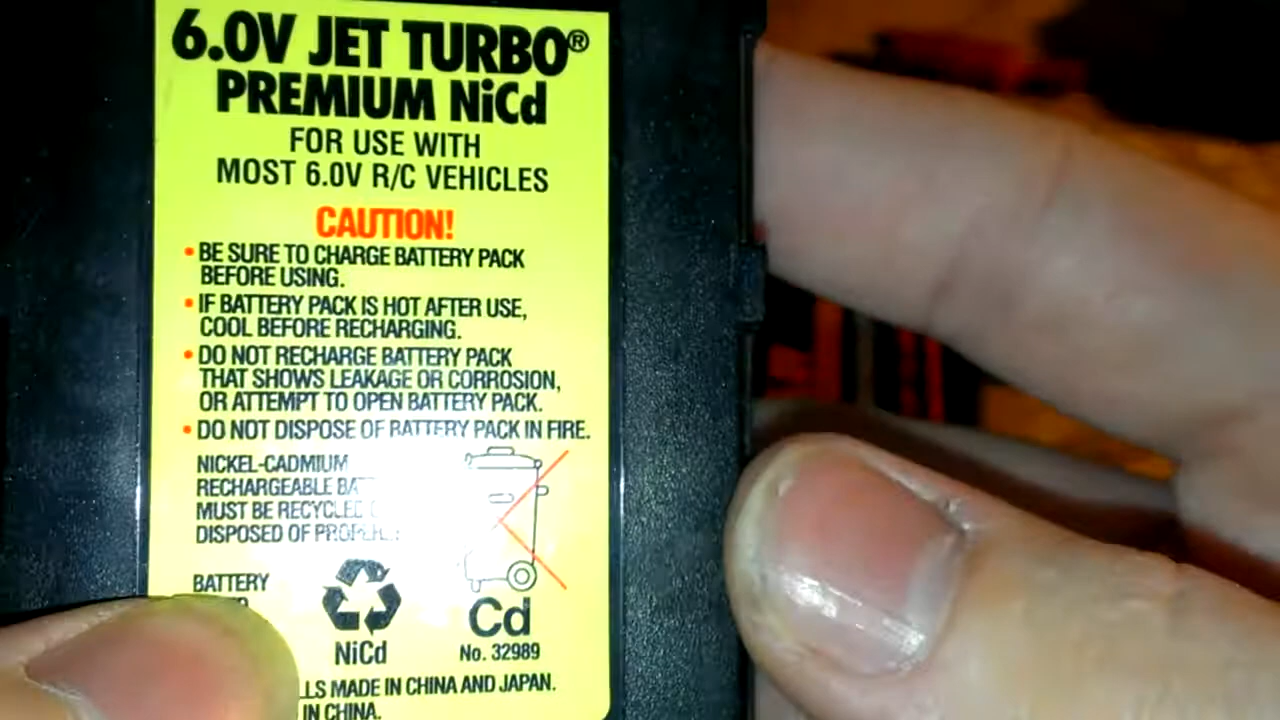 6.0V JET TURBO®
PREMIUM NiCd
FOR USE WITH
MOST 6.0V R/C VEHICLES
CAUTION!
• BE SURE TO CHARGE BATTERY PACK
BEFORE USING.
• IF BATTERY PACK IS HOT AFTER USE,
COOL BEFORE RECHARGING.
• DO NOT RECHARGE BATTERY PACK
THAT SHOWS LEAKAGE OR CORROSION,
OR ATTEMPT TO OPEN BATTERY PACK.
• DO NOT DISPOSE OF BATTERY PACK IN FIRE.
NICKEL-CADMIUM
RECHARGEABLE
MUST BE RECYCLED
DISPOSED OF
BATTERY
NiCd
Cd
No. 32989
MADE IN CHINA AND JAPAN.
IN CHINA.